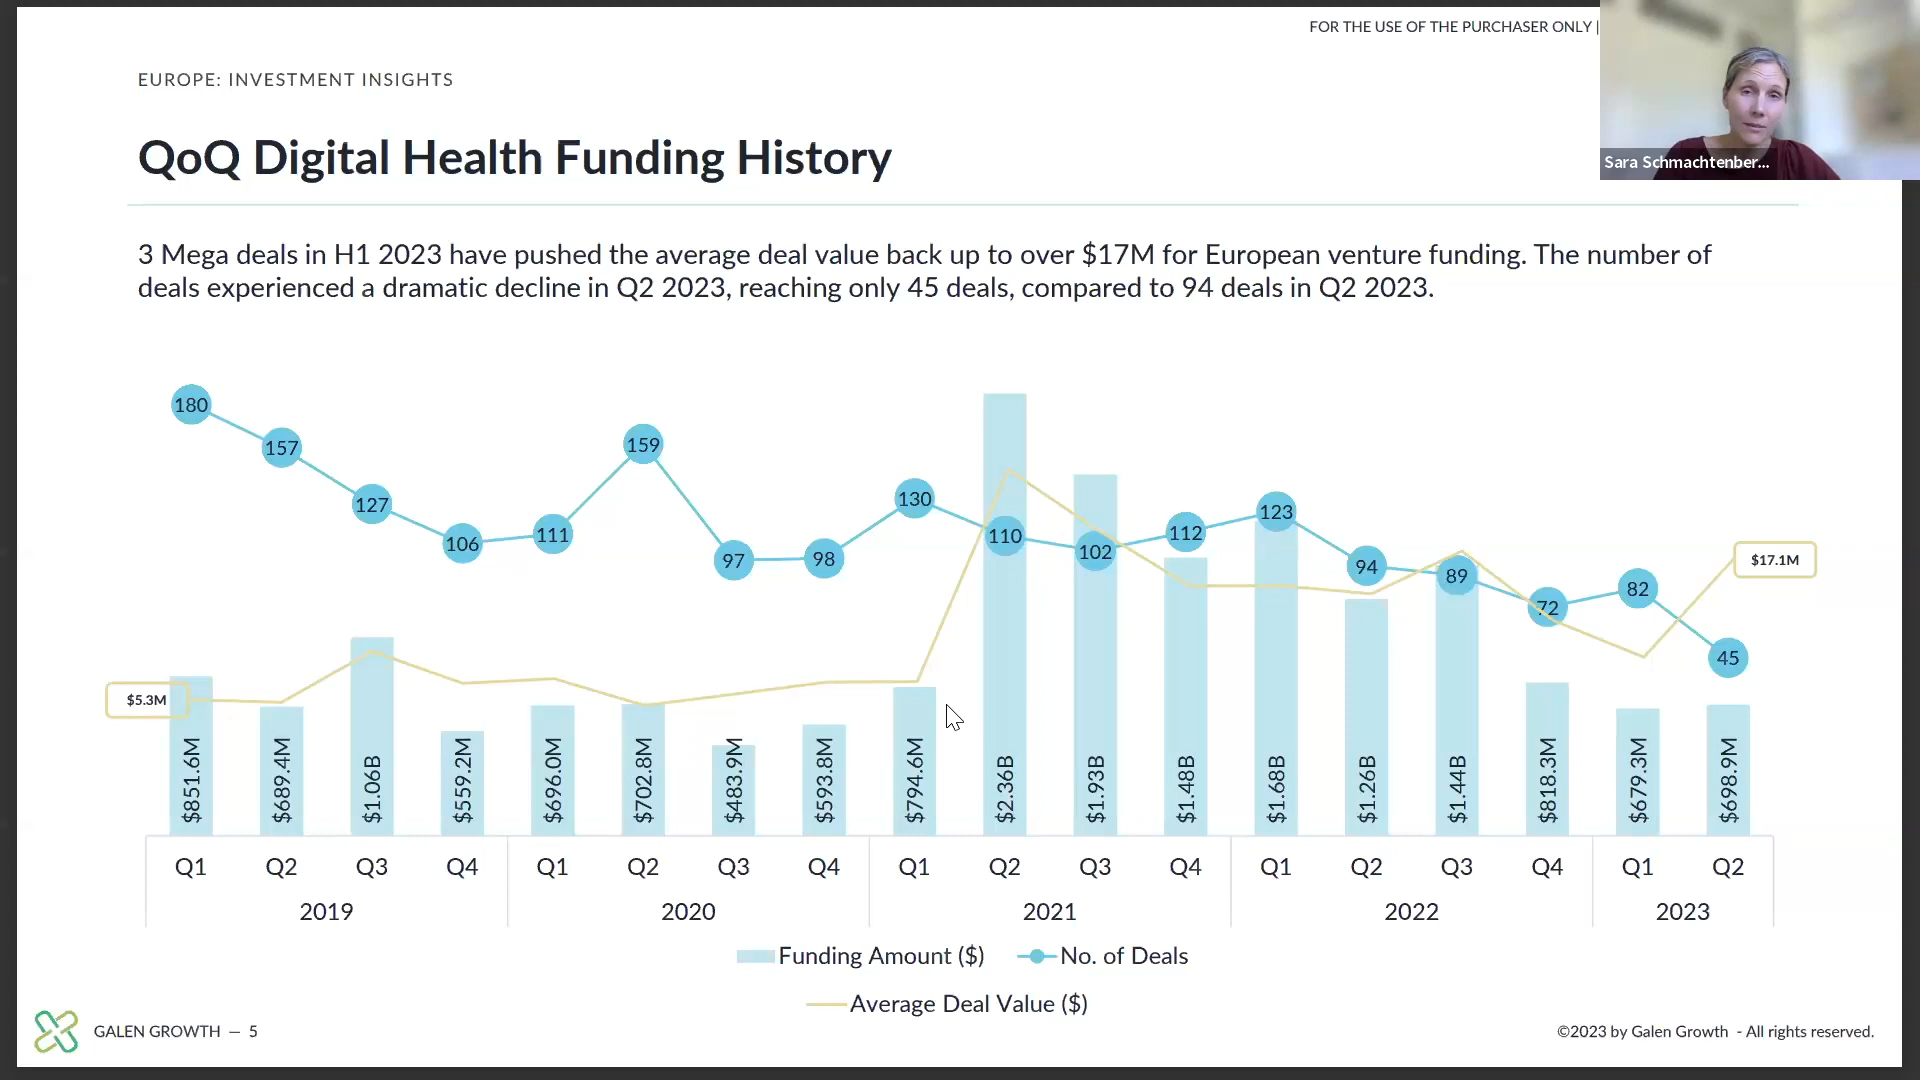 FOR THE USE OF THE PURCHASER ONLY |
EUROPE: INVESTMENT INSIGHTS
Sara Schmachtenber...
QoQ Digital Health Funding History
3 Mega deals in H1 2023 have pushed the average deal value back up to over $17M for European venture funding. The number of
deals experienced a dramatic decline in Q2 2023, reaching only 45 deals, compared to 94 deals in Q2 2023.
180 157 127 106 111 159 97 98 130 110 102 112 123 94 89 72 82 45
$5.3M
$17.1M
$851.6M $689.4M $1.06B $559.2M $696.0M $702.8M $483.9M $593.8M $794.6M $2.36B $1.93B $1.48B $1.68B $1.26B $1.44B $818.3M $679.3M $698.9M
Q1 Q2 Q3 Q4 Q1 Q2 Q3 Q4 Q1 Q2 Q3 Q4 Q1 Q2 Q3 Q4 Q1 Q2
2019 2020 2021 2022 2023
Funding Amount ($) No. of Deals
Average Deal Value ($)
GALEN GROWTH — 5
©2023 by Galen Growth - All rights reserved.